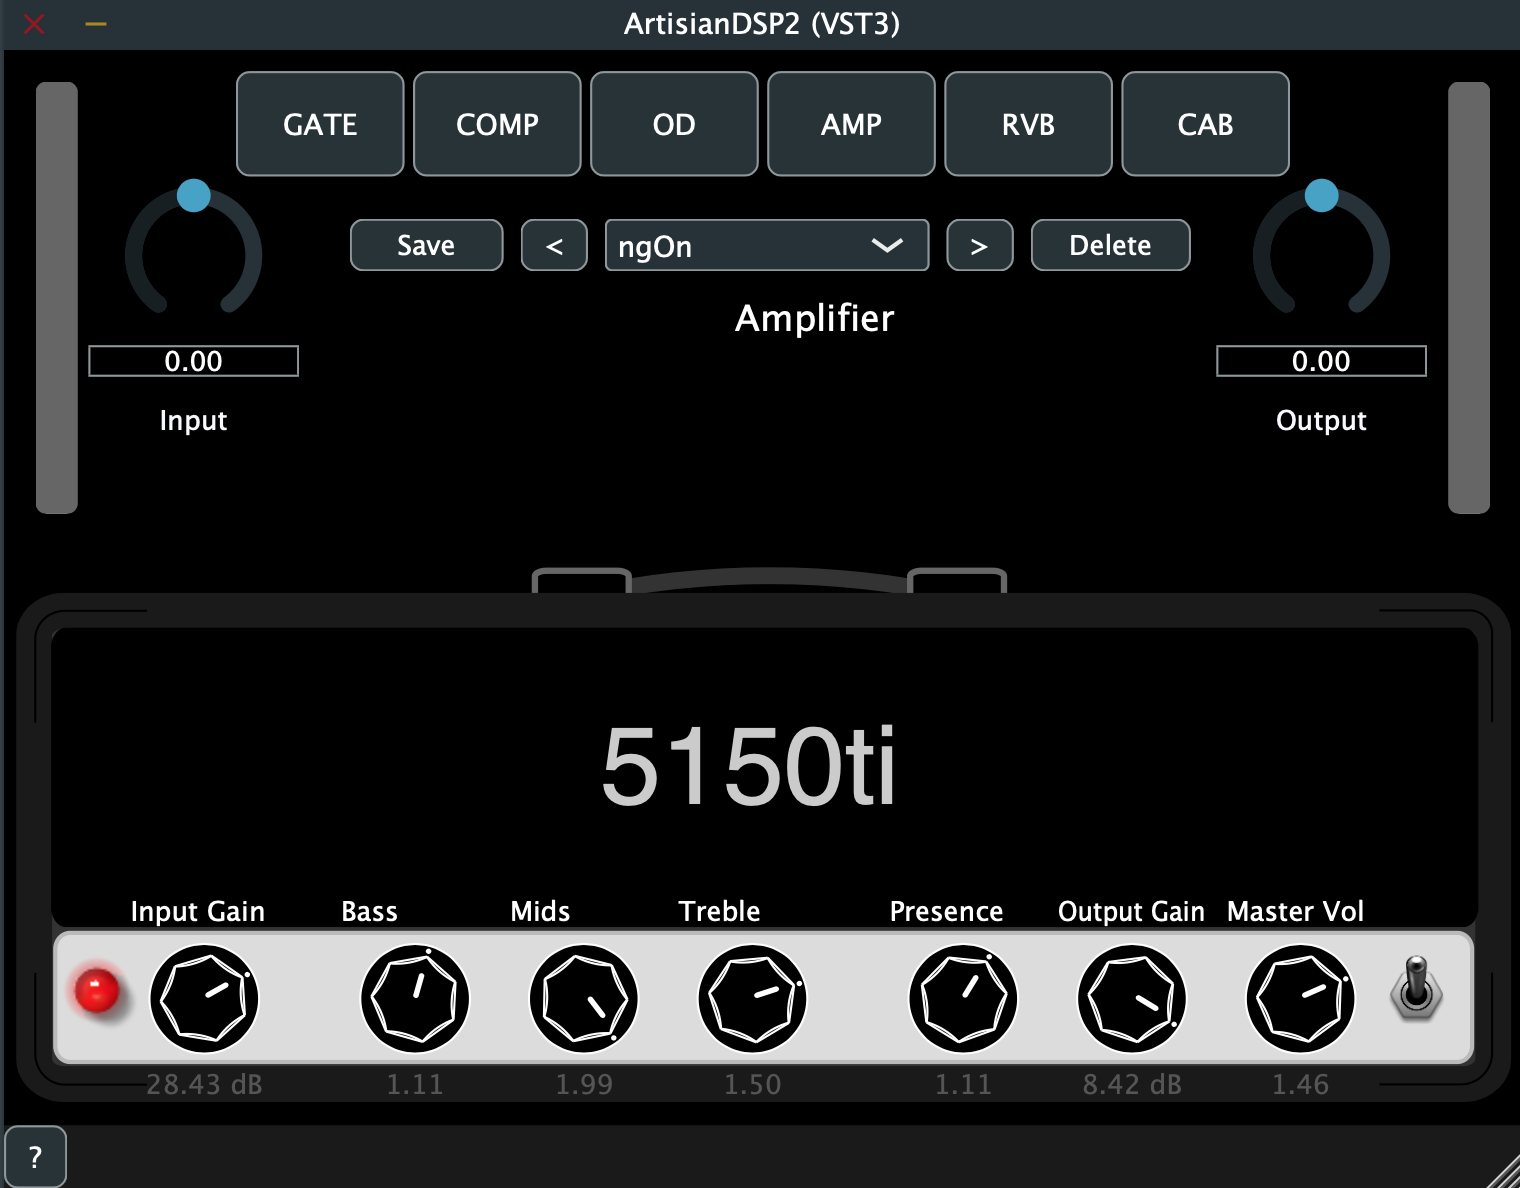 ArtisianDSP2 (VST3)
GATE COMP OD AMP RVB CAB
Save < ngOn > Delete
Amplifier
0.00 0.00
Input Output
5150ti
Input Gain Bass Mids Treble Presence Output Gain Master Vol
28.43 dB 1.11 1.99 1.50 1.11 8.42 dB 1.46
?